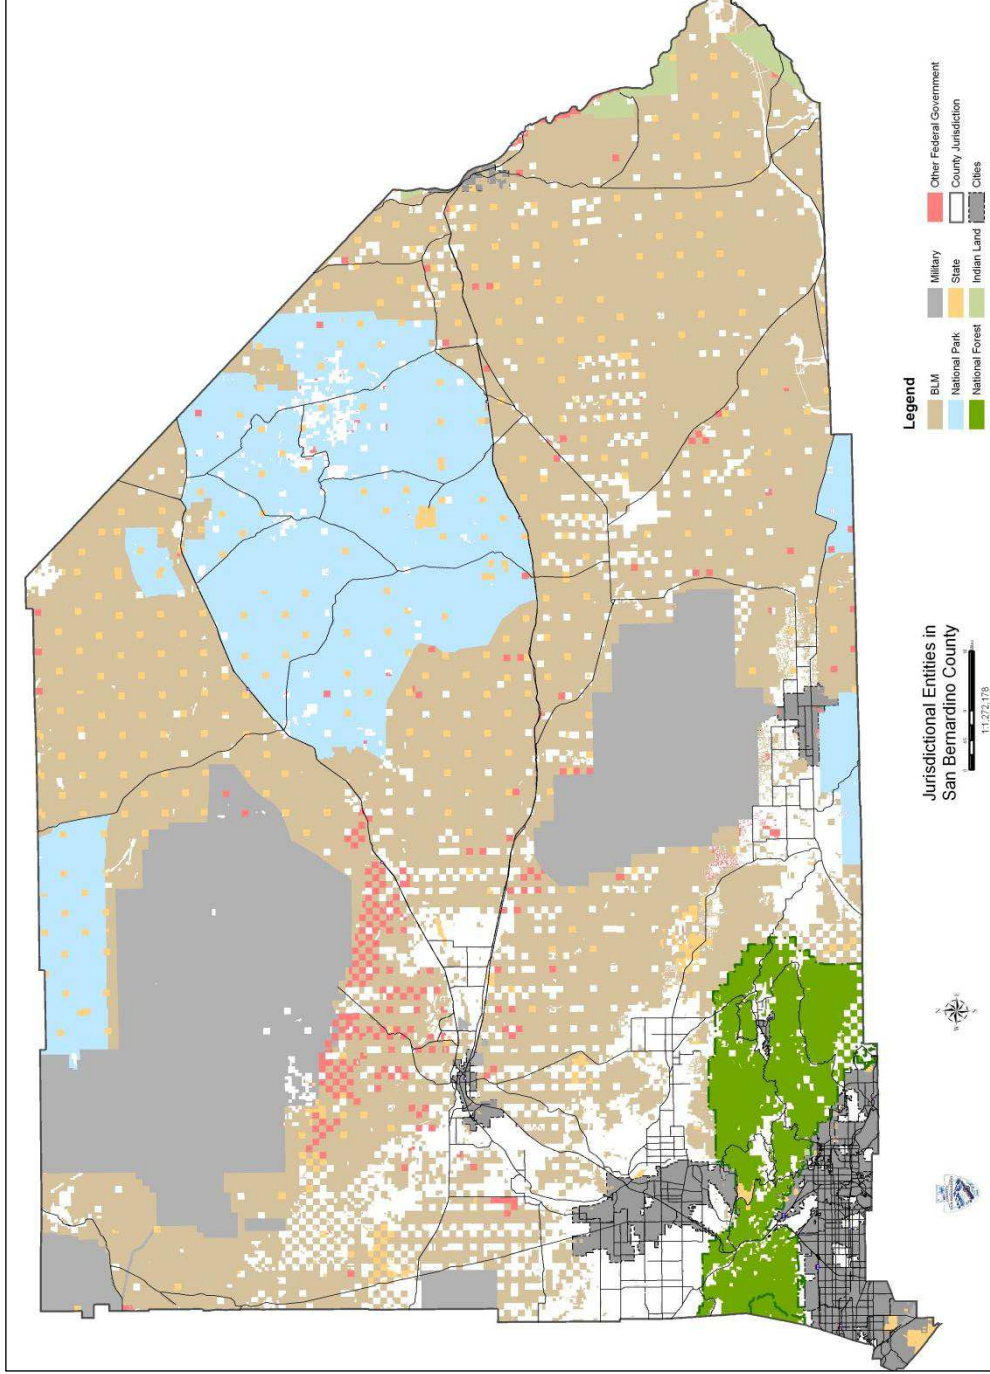 Legend
BLM
National Park
National Forest
Military
State
Indian Land
Other Federal Government
County Jurisdiction
Cities
Jurisdictional Entities in
San Bernardino County
1:1,272,178
N
W
E
S